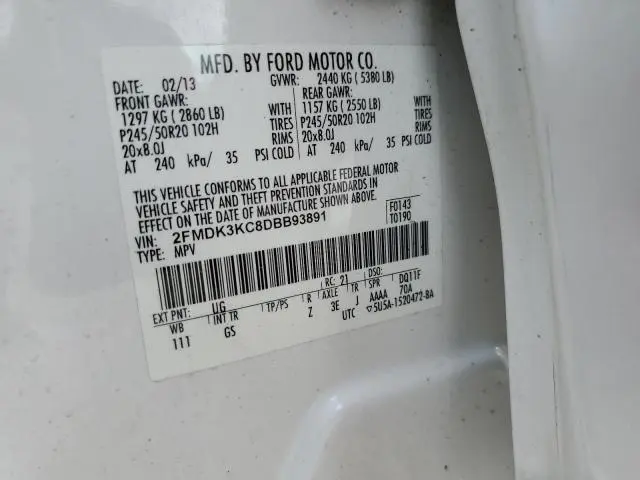 MFD. BY FORD MOTOR CO.
DATE: 02/13 GVWR: 2440 KG ( 5380 LB)
FRONT GAWR: REAR GAWR:
1297 KG ( 2860 LB) WITH 1157 KG ( 2550 LB) WITH
P245/50R20 102H TIRES P245/50R20 102H TIRES
20x8.0J RIMS 20x8.0J RIMS
AT 240 kPa/ 35 PSI COLD AT 240 kPa/ 35 PSI COLD
THIS VEHICLE CONFORMS TO ALL APPLICABLE FEDERAL MOTOR
VEHICLE SAFETY AND THEFT PREVENTION STANDARDS IN
EFFECT ON THE DATE OF MANUFACTURE SHOWN ABOVE.
VIN: 2FMDK3KC8DBB93891 F0143
TYPE: MPV T0190
EXT PNT: UG RC: 21 DSO:
WB INT TR TP/PS R AXLE TR SPR DQ11F
111 GS Z 3E J AAAA 70A
UTC ▽5U5A-1520472-BA